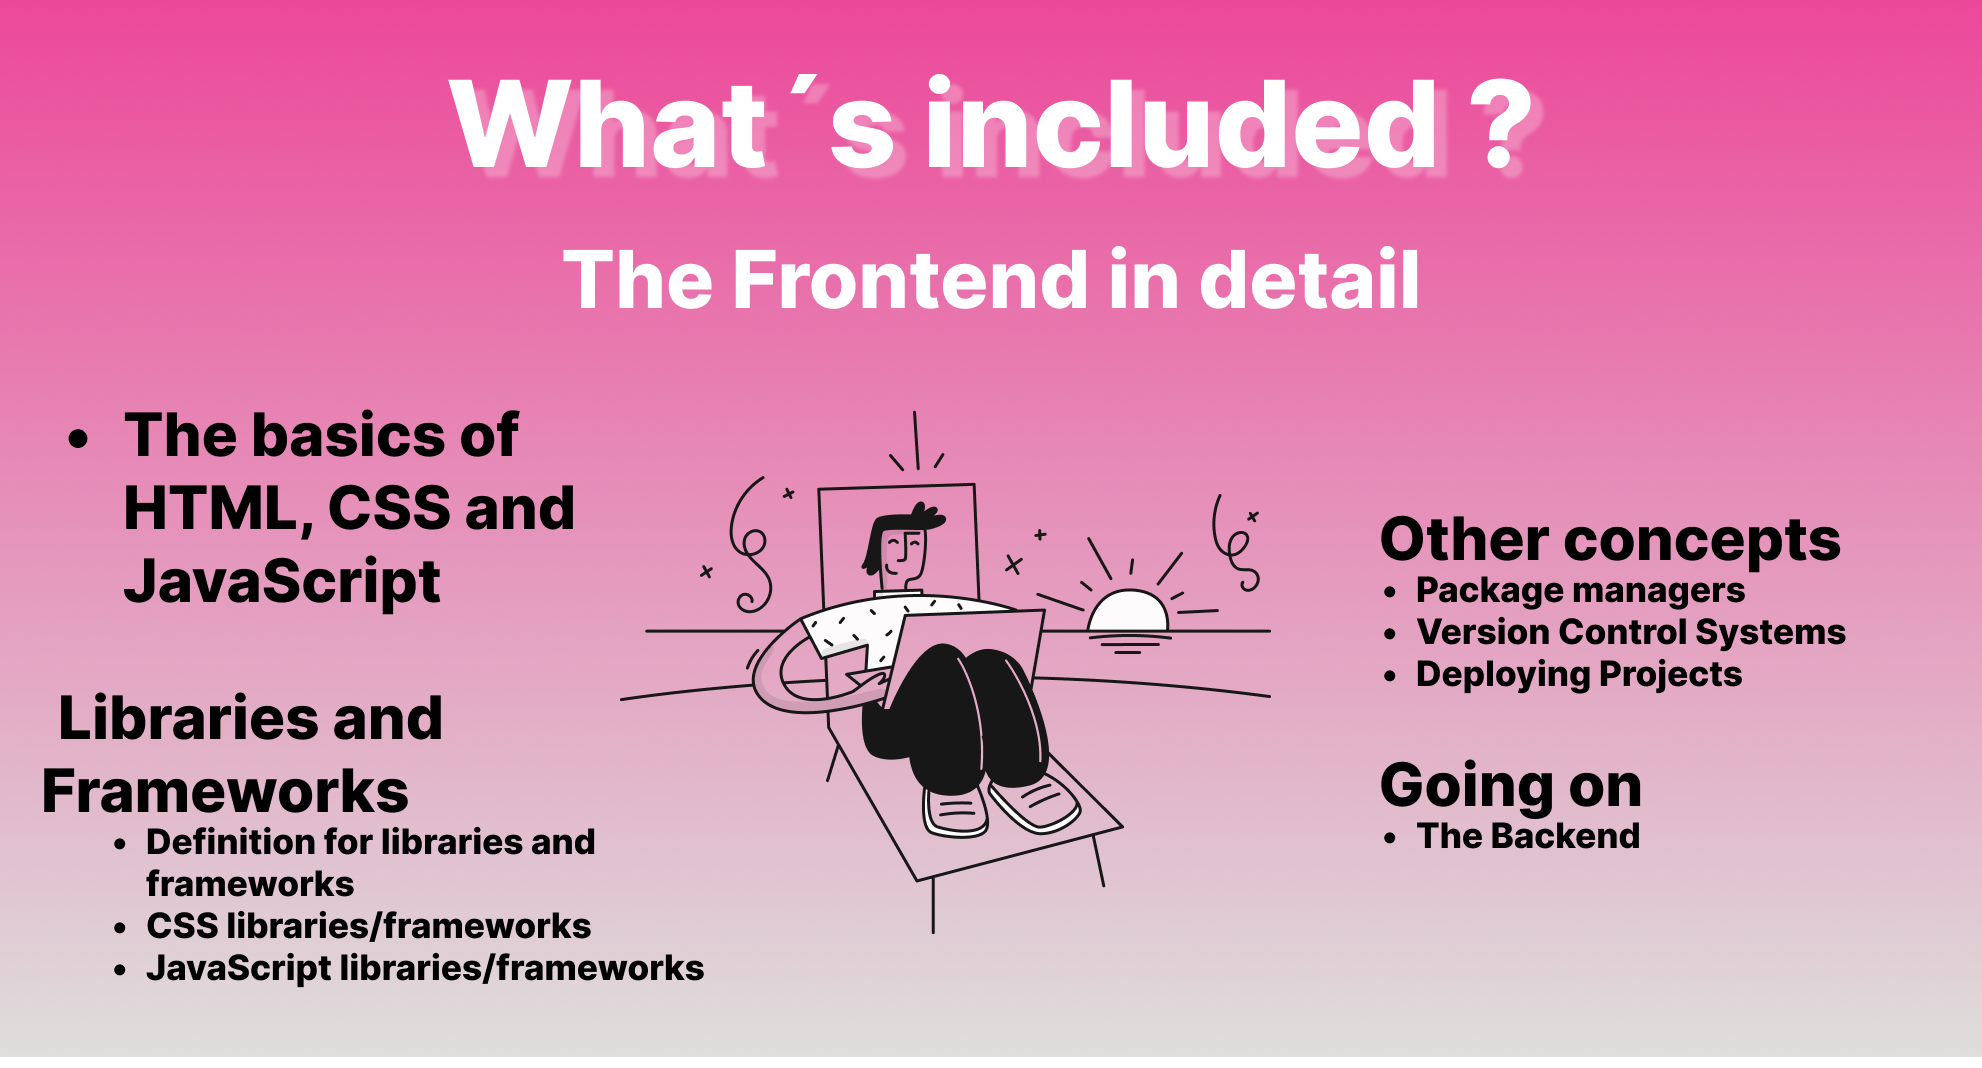 What´s included ?
The Frontend in detail
• The basics of
HTML, CSS and
JavaScript
Libraries and
Frameworks
• Definition for libraries and
frameworks
• CSS libraries/frameworks
• JavaScript libraries/frameworks
Other concepts
• Package managers
• Version Control Systems
• Deploying Projects
Going on
• The Backend